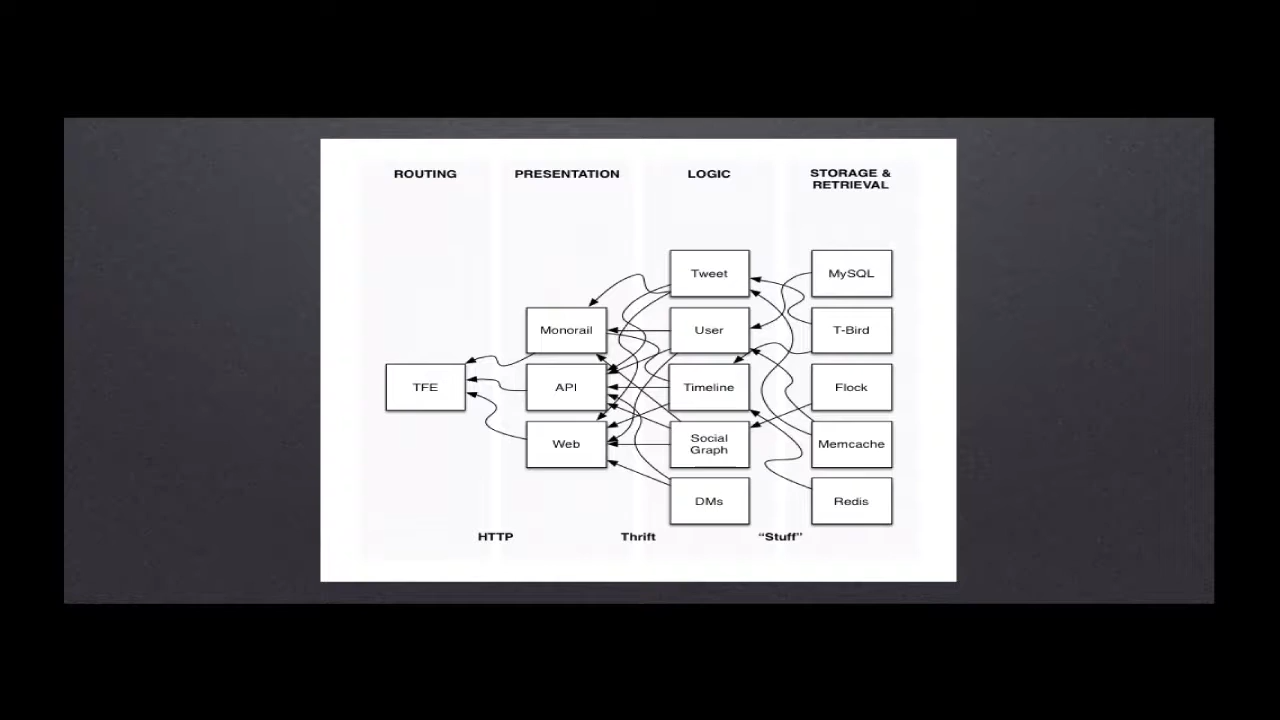 ROUTING
PRESENTATION
LOGIC
STORAGE &
RETRIEVAL
Tweet
MySQL
Monorail
User
T-Bird
TFE
API
Timeline
Flock
Web
Social
Graph
Memcache
DMs
Redis
HTTP
Thrift
“Stuff”